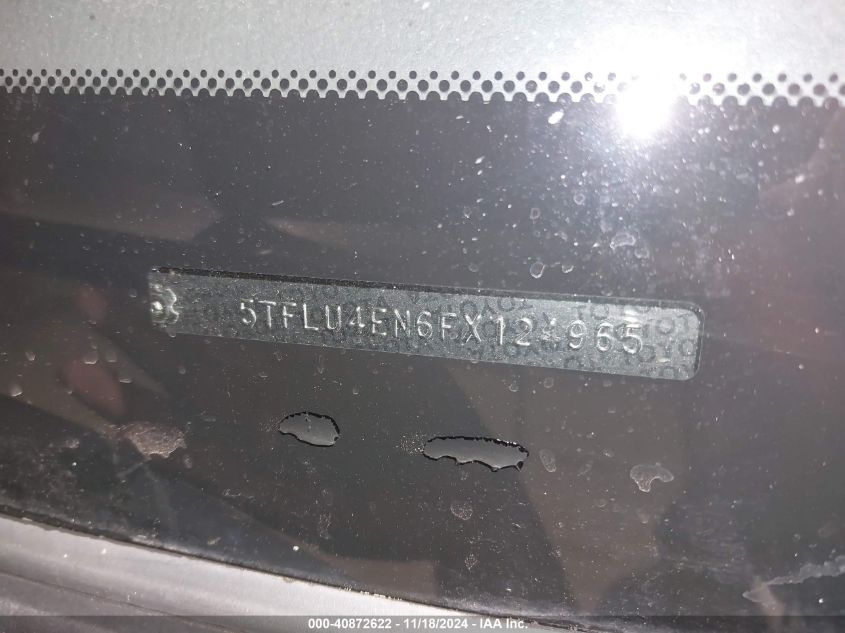 5TFLU4EN6FX124965
000-40872622 - 11/18/2024 - IAA Inc.